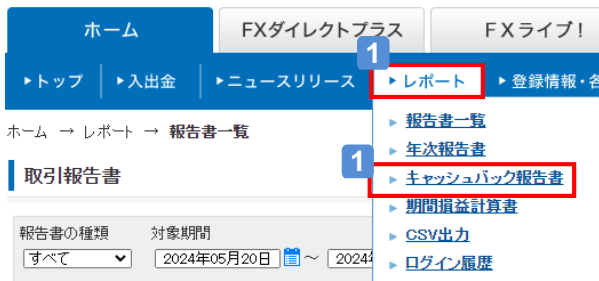 ホーム FXダイレクトプラス FXライブ！
1
▶トップ ▶入出金 ▶ニュースリリース ▶レポート ▶登録情報・各
ホーム → レポート → 報告書一覧
▶ 報告書一覧
▶ 年次報告書
1
取引報告書
▶ キャッシュバック報告書
▶ 期間損益計算書
報告書の種類 対象期間
▶ CSV出力
すべて 2024年05月20日 ～ 2024
▶ ログイン履歴